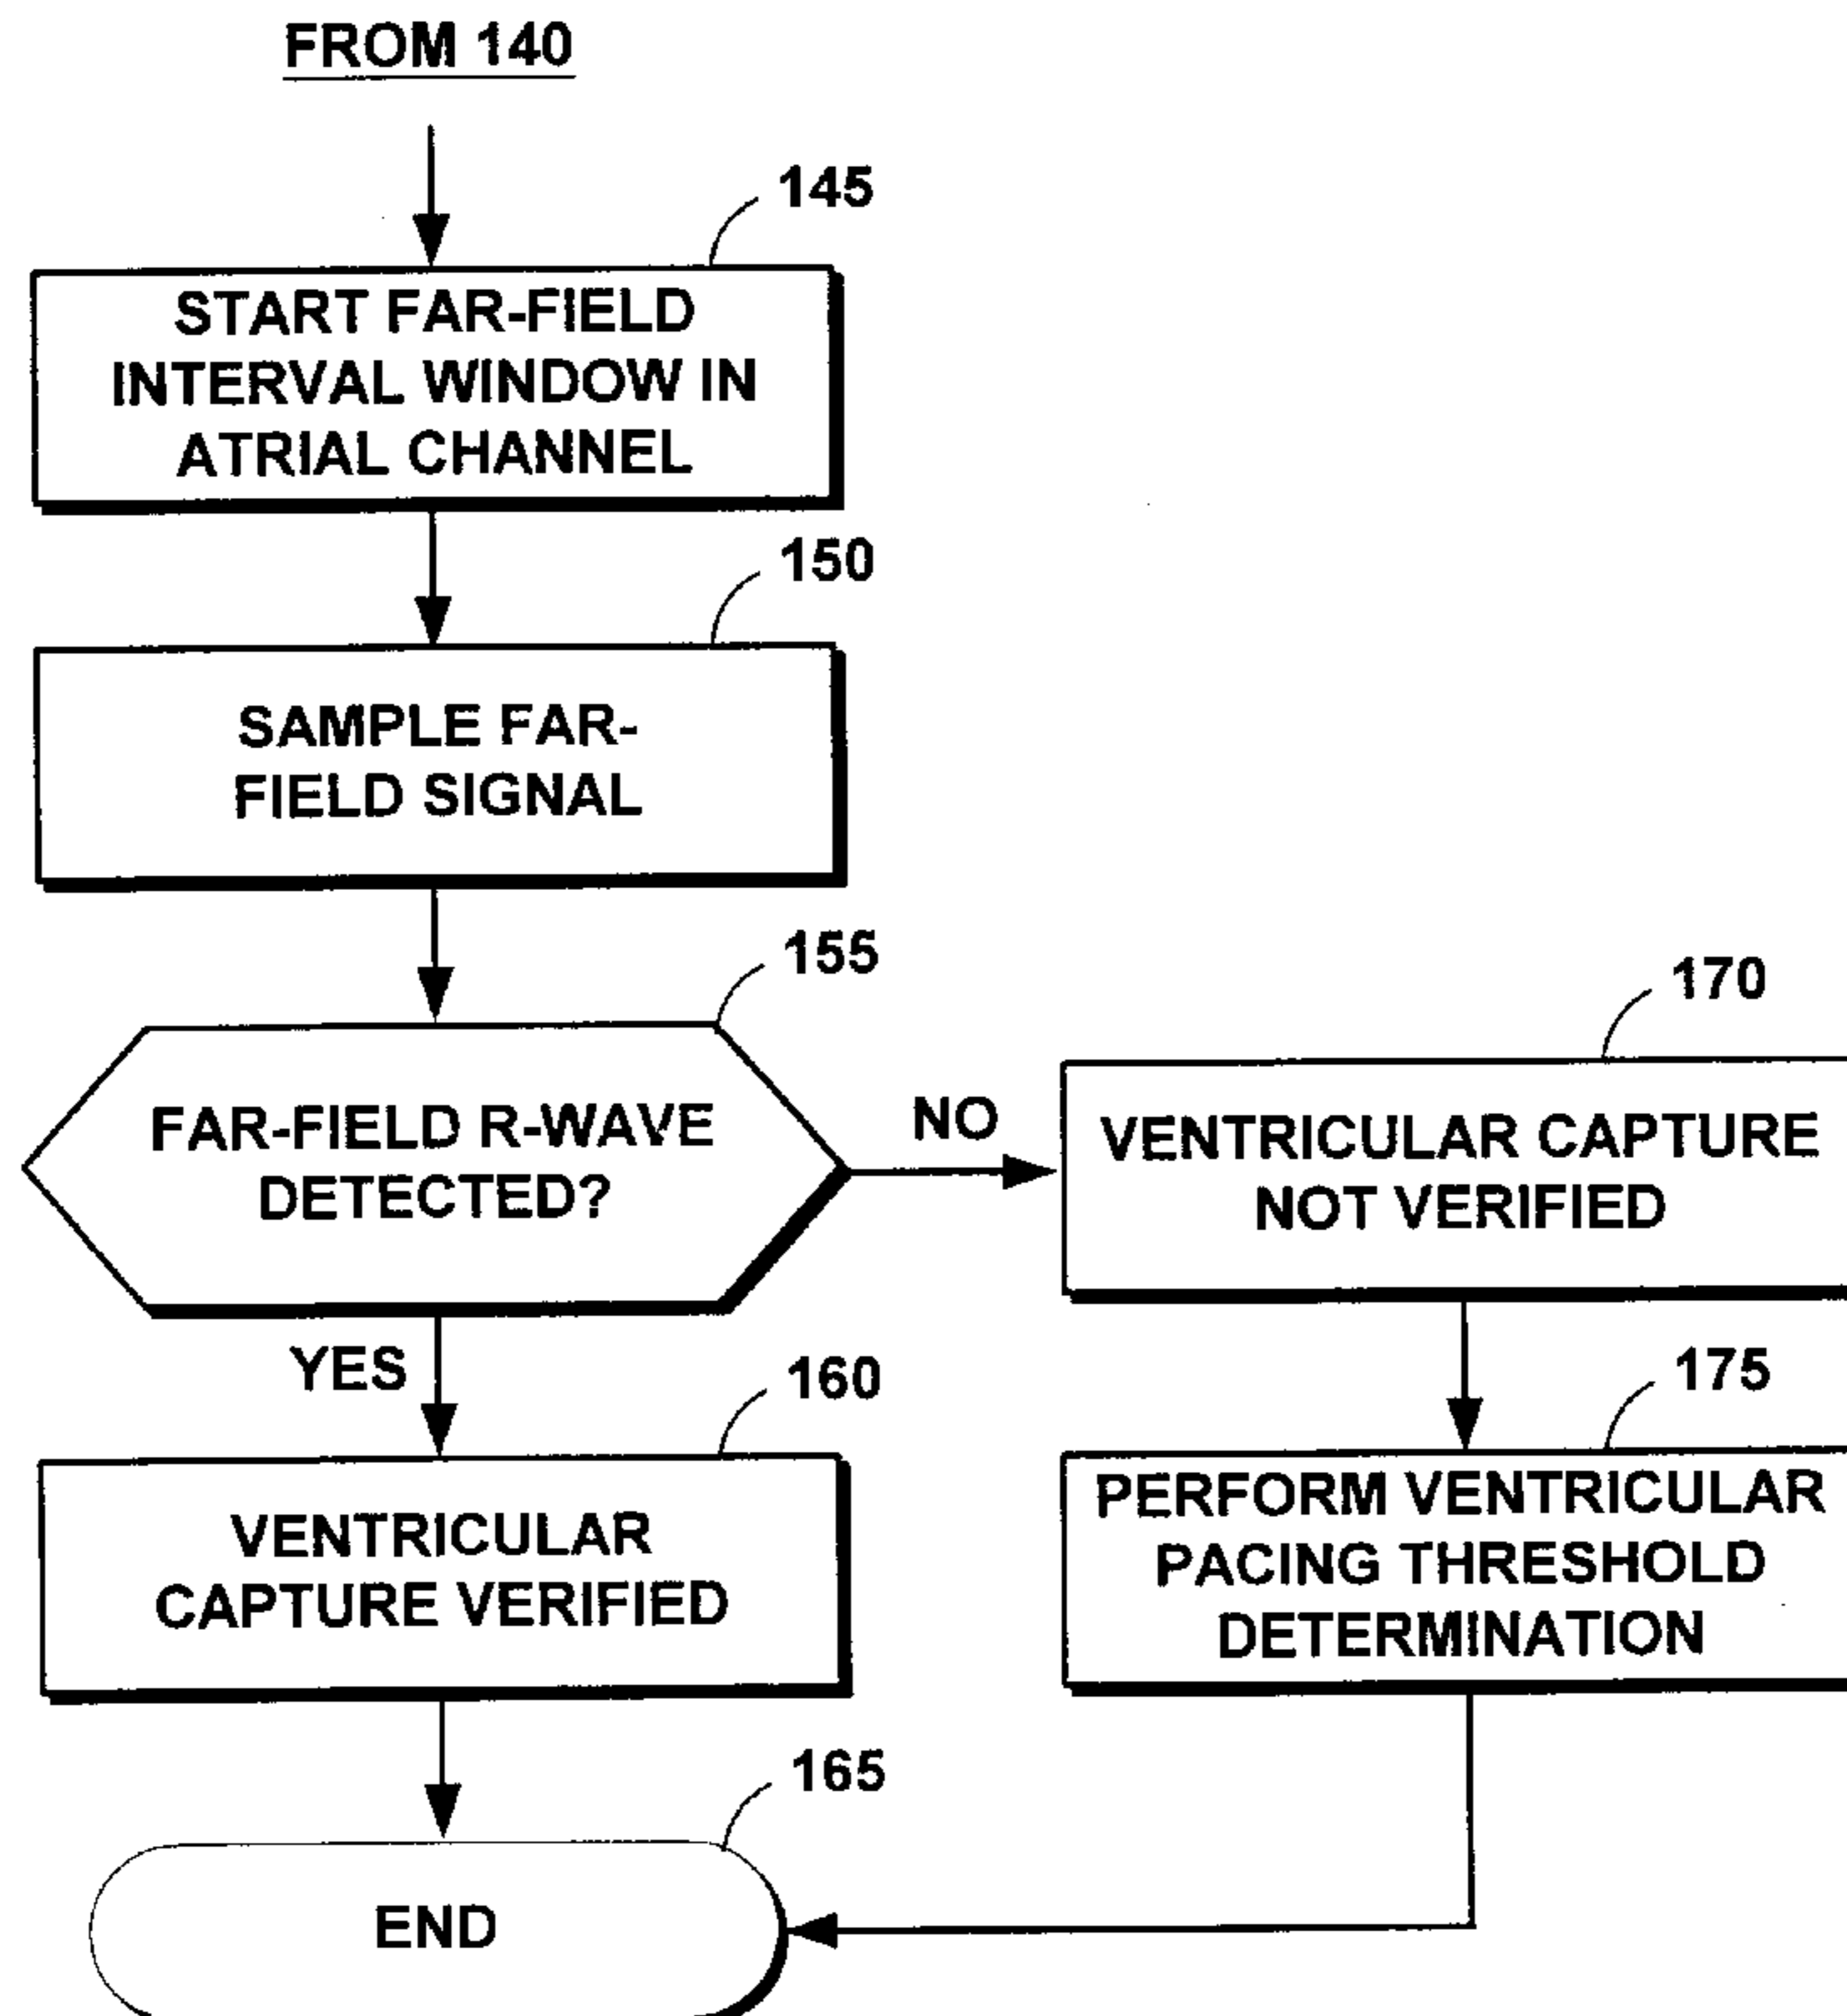 FROM 140
145
START FAR-FIELD
INTERVAL WINDOW IN
ATRIAL CHANNEL
150
SAMPLE FAR-
FIELD SIGNAL
155
FAR-FIELD R-WAVE
DETECTED?
NO
170
VENTRICULAR CAPTURE
NOT VERIFIED
YES
160
VENTRICULAR
CAPTURE VERIFIED
175
PERFORM VENTRICULAR
PACING THRESHOLD
DETERMINATION
165
END